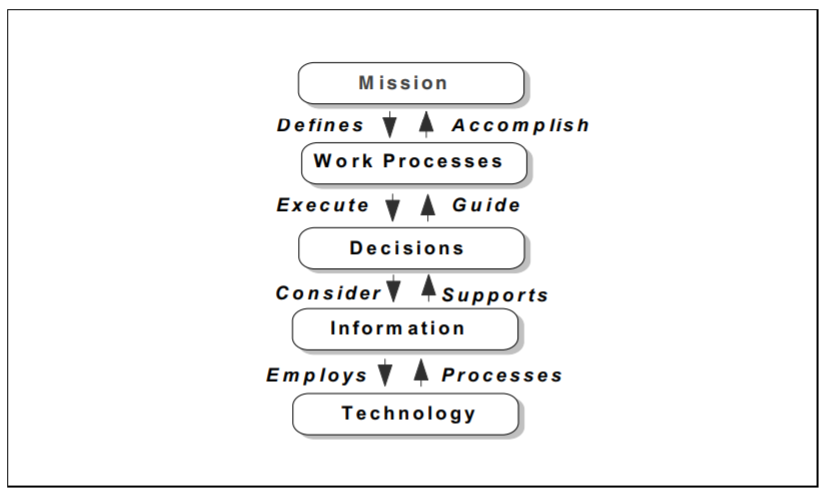 Mission
Defines Accomplish
Work Processes
Execute Guide
Decisions
Consider Supports
Information
Employs Processes
Technology